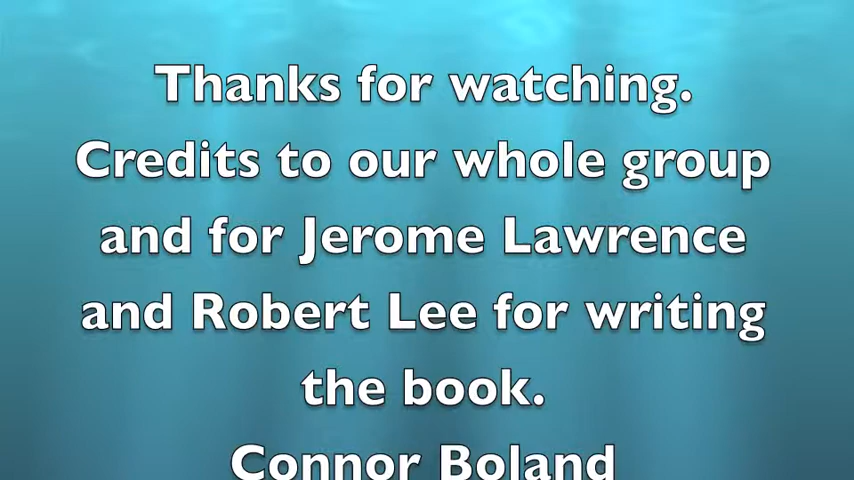 Thanks for watching.
Credits to our whole group
and for Jerome Lawrence
and Robert Lee for writing
the book.
Connor Boland